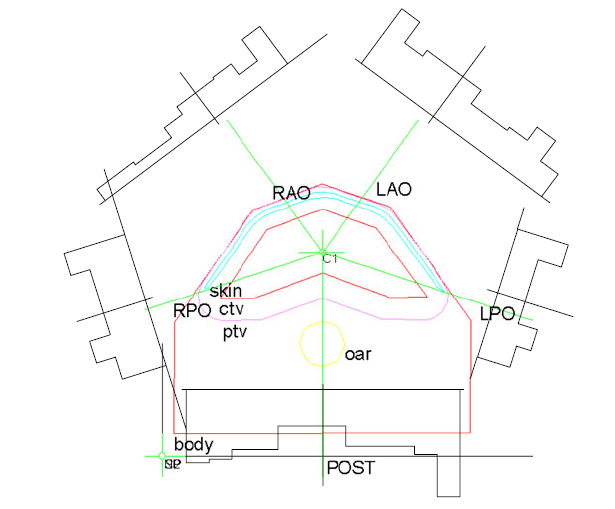 RAO
LAO
C1
skin
RPO
ctv
LPO
ptv
oar
body
POST